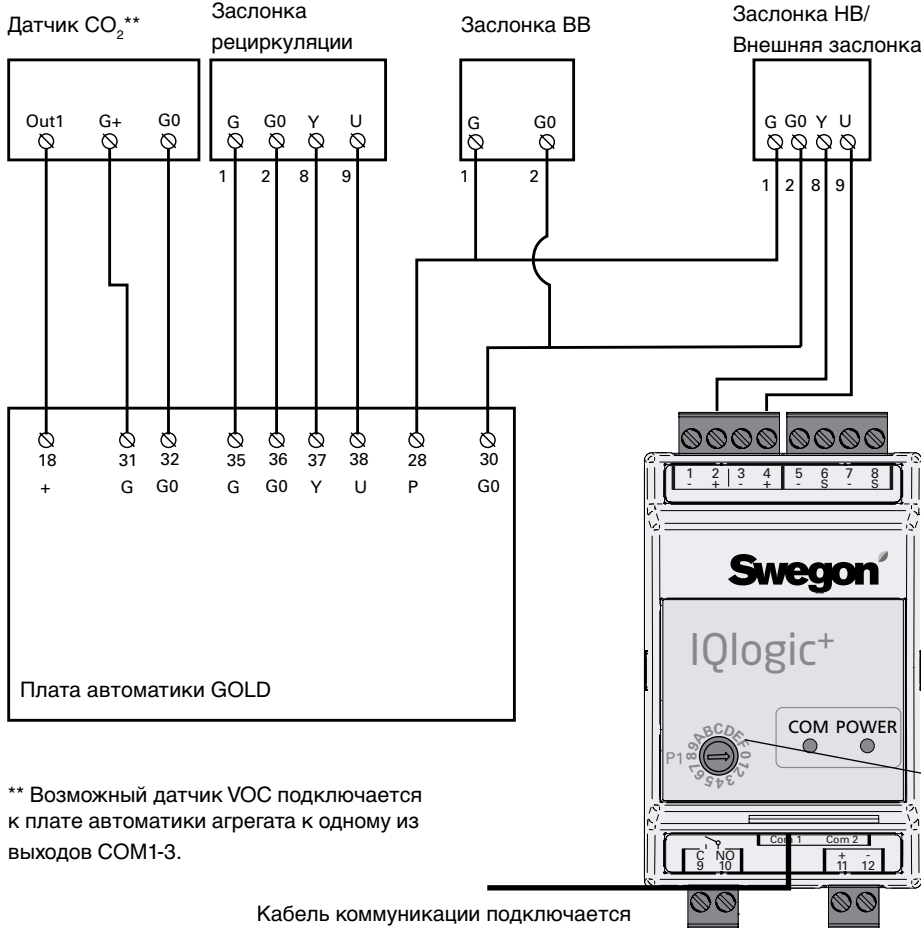 Датчик CO2**
Заслонка
рециркуляции
Заслонка ВВ
Заслонка НВ/
Внешняя заслонка
Out1 G+ G0
G G0 Y U
G G0
G G0 Y U
1 2 8 9
1 2
1 2 8 9
18 31 32 35 36 37 38 28 30
+ G G0 G G0 Y U P G0
Плата автоматики GOLD
1 2 3 4 5 6 7 8
- + - + - S - S
Swegon
IQlogic+
COM POWER
P1
0123456789ABCDEF
** Возможный датчик VOC подключается
к плате автоматики агрегата к одному из
выходов COM1-3.
Com 1 Com 2
C NO + -
9 10 11 12
Кабель коммуникации подключается